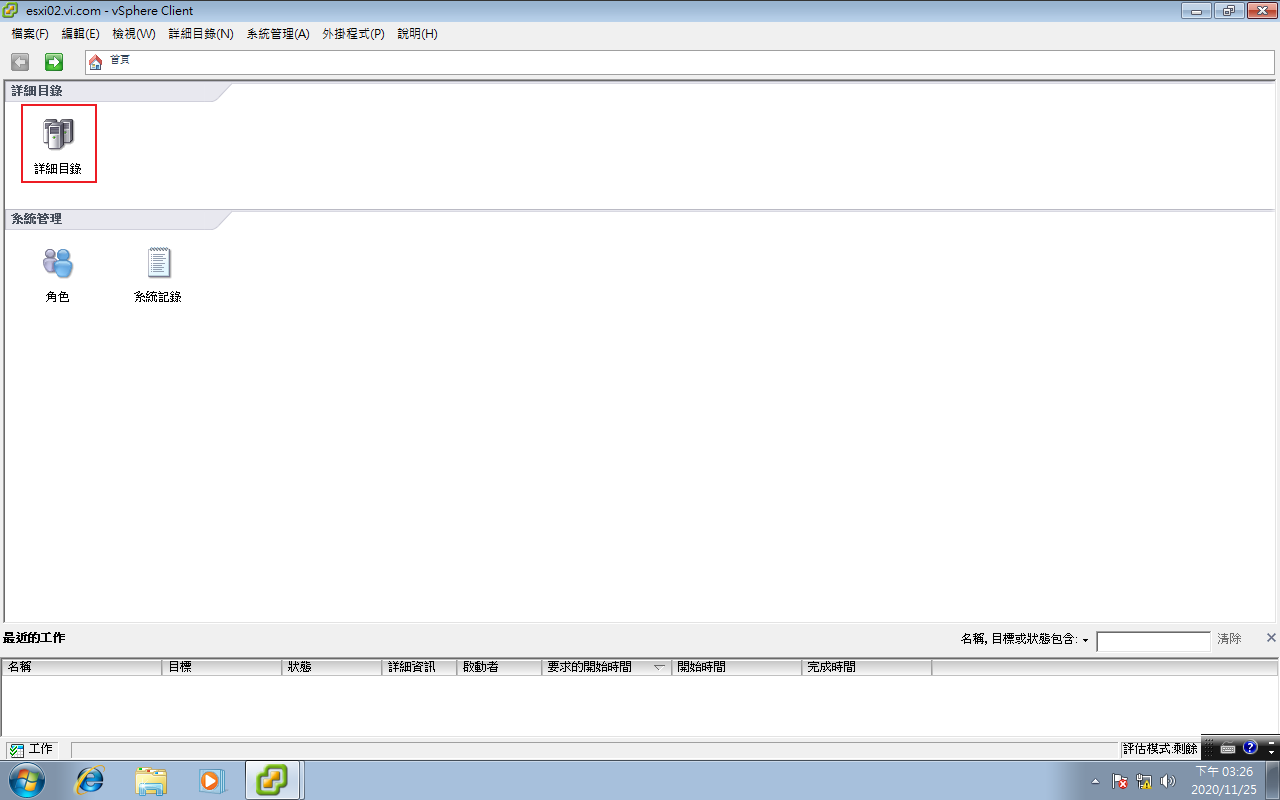 esxi02.vi.com - vSphere Client
檔案(F) 編輯(E) 檢視(W) 詳細目錄(N) 系統管理(A) 外掛程式(P) 說明(H)
首頁
詳細目錄
詳細目錄
系統管理
角色 系統記錄
最近的工作 名稱, 目標或狀態包含: 清除
名稱 目標 狀態 詳細資訊 啟動者 要求的開始時間 開始時間 完成時間
工作 評估模式:剩餘
下午 03:26
2020/11/25